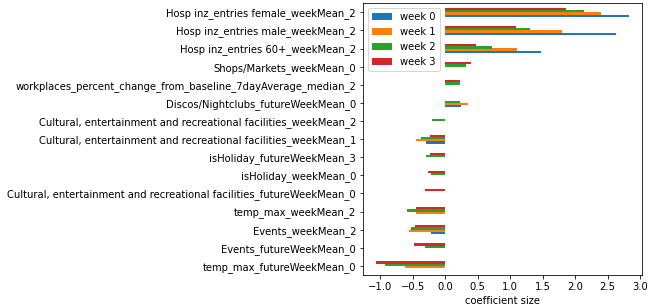 Hosp inz_entries female_weekMean_2
Hosp inz_entries male_weekMean_2
Hosp inz_entries 60+_weekMean_2
Shops/Markets_weekMean_0
workplaces_percent_change_from_baseline_7dayAverage_median_2
Discos/Nightclubs_futureWeekMean_0
Cultural, entertainment and recreational facilities_weekMean_2
Cultural, entertainment and recreational facilities_weekMean_1
isHoliday_futureWeekMean_3
isHoliday_weekMean_0
Cultural, entertainment and recreational facilities_futureWeekMean_0
temp_max_weekMean_2
Events_weekMean_2
Events_futureWeekMean_0
temp_max_futureWeekMean_0
week 0
week 1
week 2
week 3
−1.0 −0.5 0.0 0.5 1.0 1.5 2.0 2.5 3.0
coefficient size